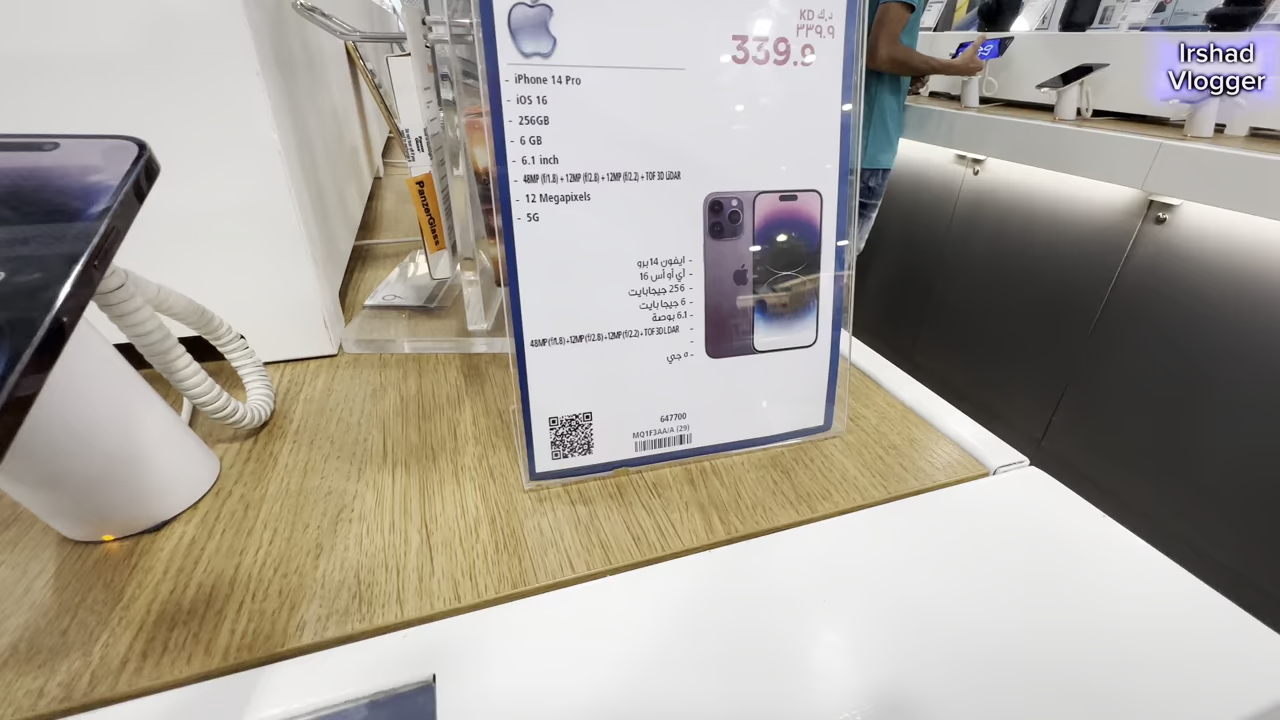 KD د.ك
٣٣٩.٩
339.9
- iPhone 14 Pro
- iOS 16
- 256GB
- 6 GB
- 6.1 inch
- 48MP (f/1.8) + 12MP (f/2.8) + 12MP (f/2.2) + TOF 3D LiDAR
- 12 Megapixels
- 5G
- ايفون 14 برو
- أي أو أس 16
- 256 جيجابايت
- 6 جيجا بايت
- 6.1 بوصة
- 48MP (f/1.8) + 12MP (f/2.8) + 12MP (f/2.2) + TOF 3D LiDAR
-
- ٥ جي
647700
MQ1F3AA/A (29)
PanzerGlass
Irshad
Vlogger